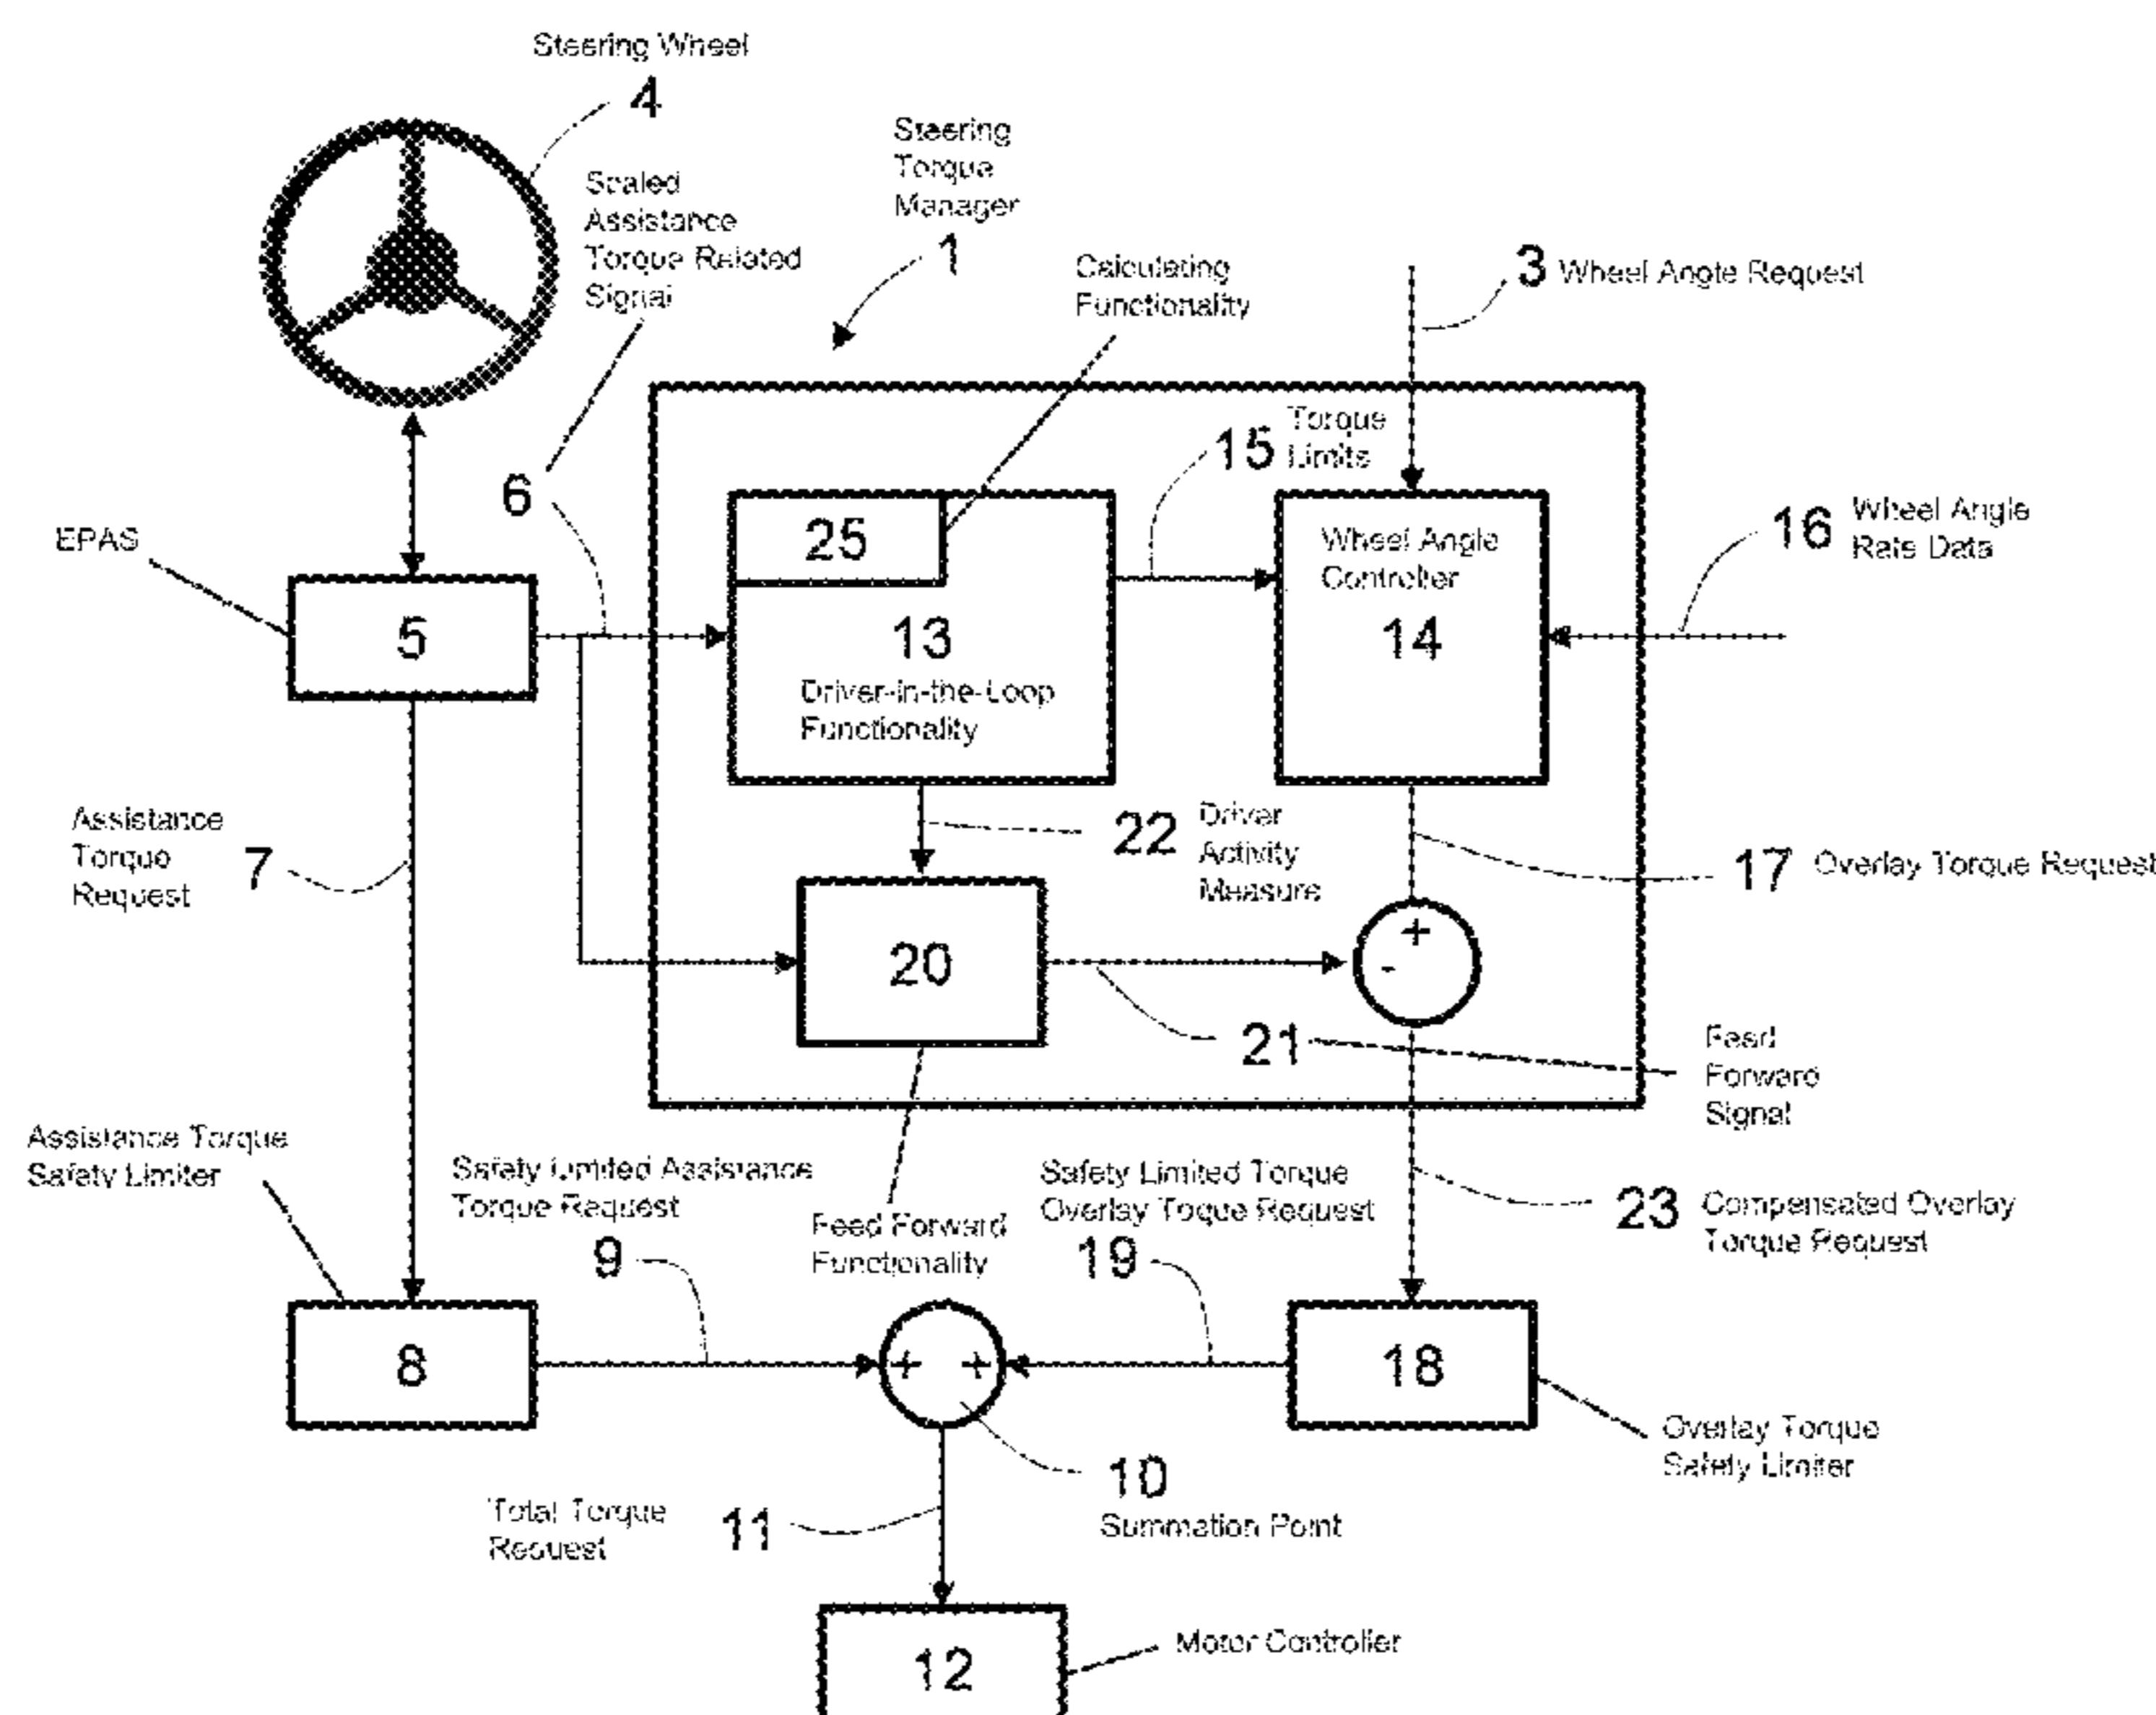 Steering Wheel
4
Scaled
Assistance
Torque Related
Signal
Steering
Torque
Manager
1
Calculating
Functionality
3 Wheel Angle Request
6
15
Torque
Limits
EPAS
5
25
13
Driver-in-the-Loop
Functionality
Wheel Angle
Controller
14
16
Wheel Angle
Rate Data
Assistance
Torque
Request
7
22
Driver
Activity
Measure
17 Overlay Torque Request
20
+
-
21
Feed
Forward
Signal
Assistance Torque
Safety Limiter
Safety Limited Assistance
Torque Request
9
Feed Forward
Functionality
Safety Limited Torque
Overlay Toque Request
19
23
Compensated Overlay
Torque Request
8
+ +
18
Overlay Torque
Safety Limiter
10
Summation Point
Total Torque
Request
11
12
Motor Controller